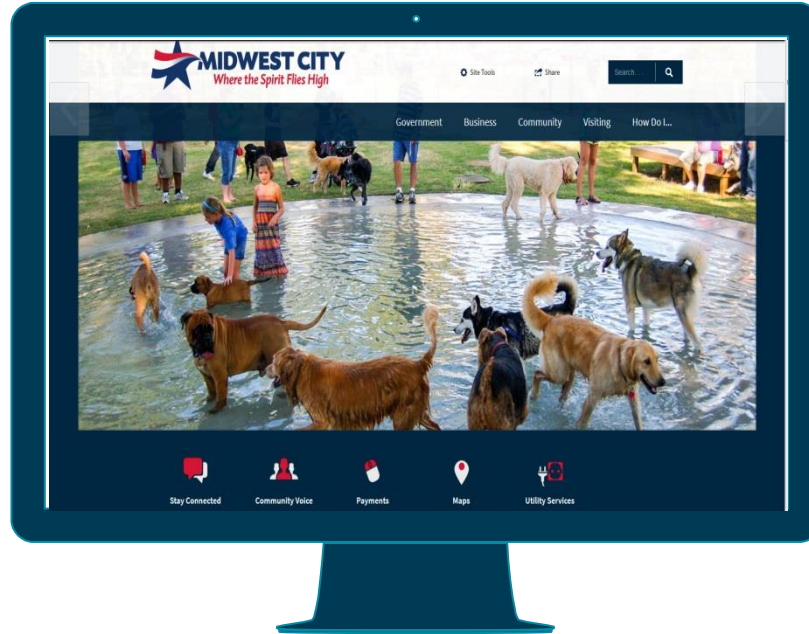 MIDWEST CITY
Where the Spirit Flies High
Site Tools Share Search...
Government Business Community Visiting How Do I...
Stay Connected Community Voice Payments Maps Utility Services